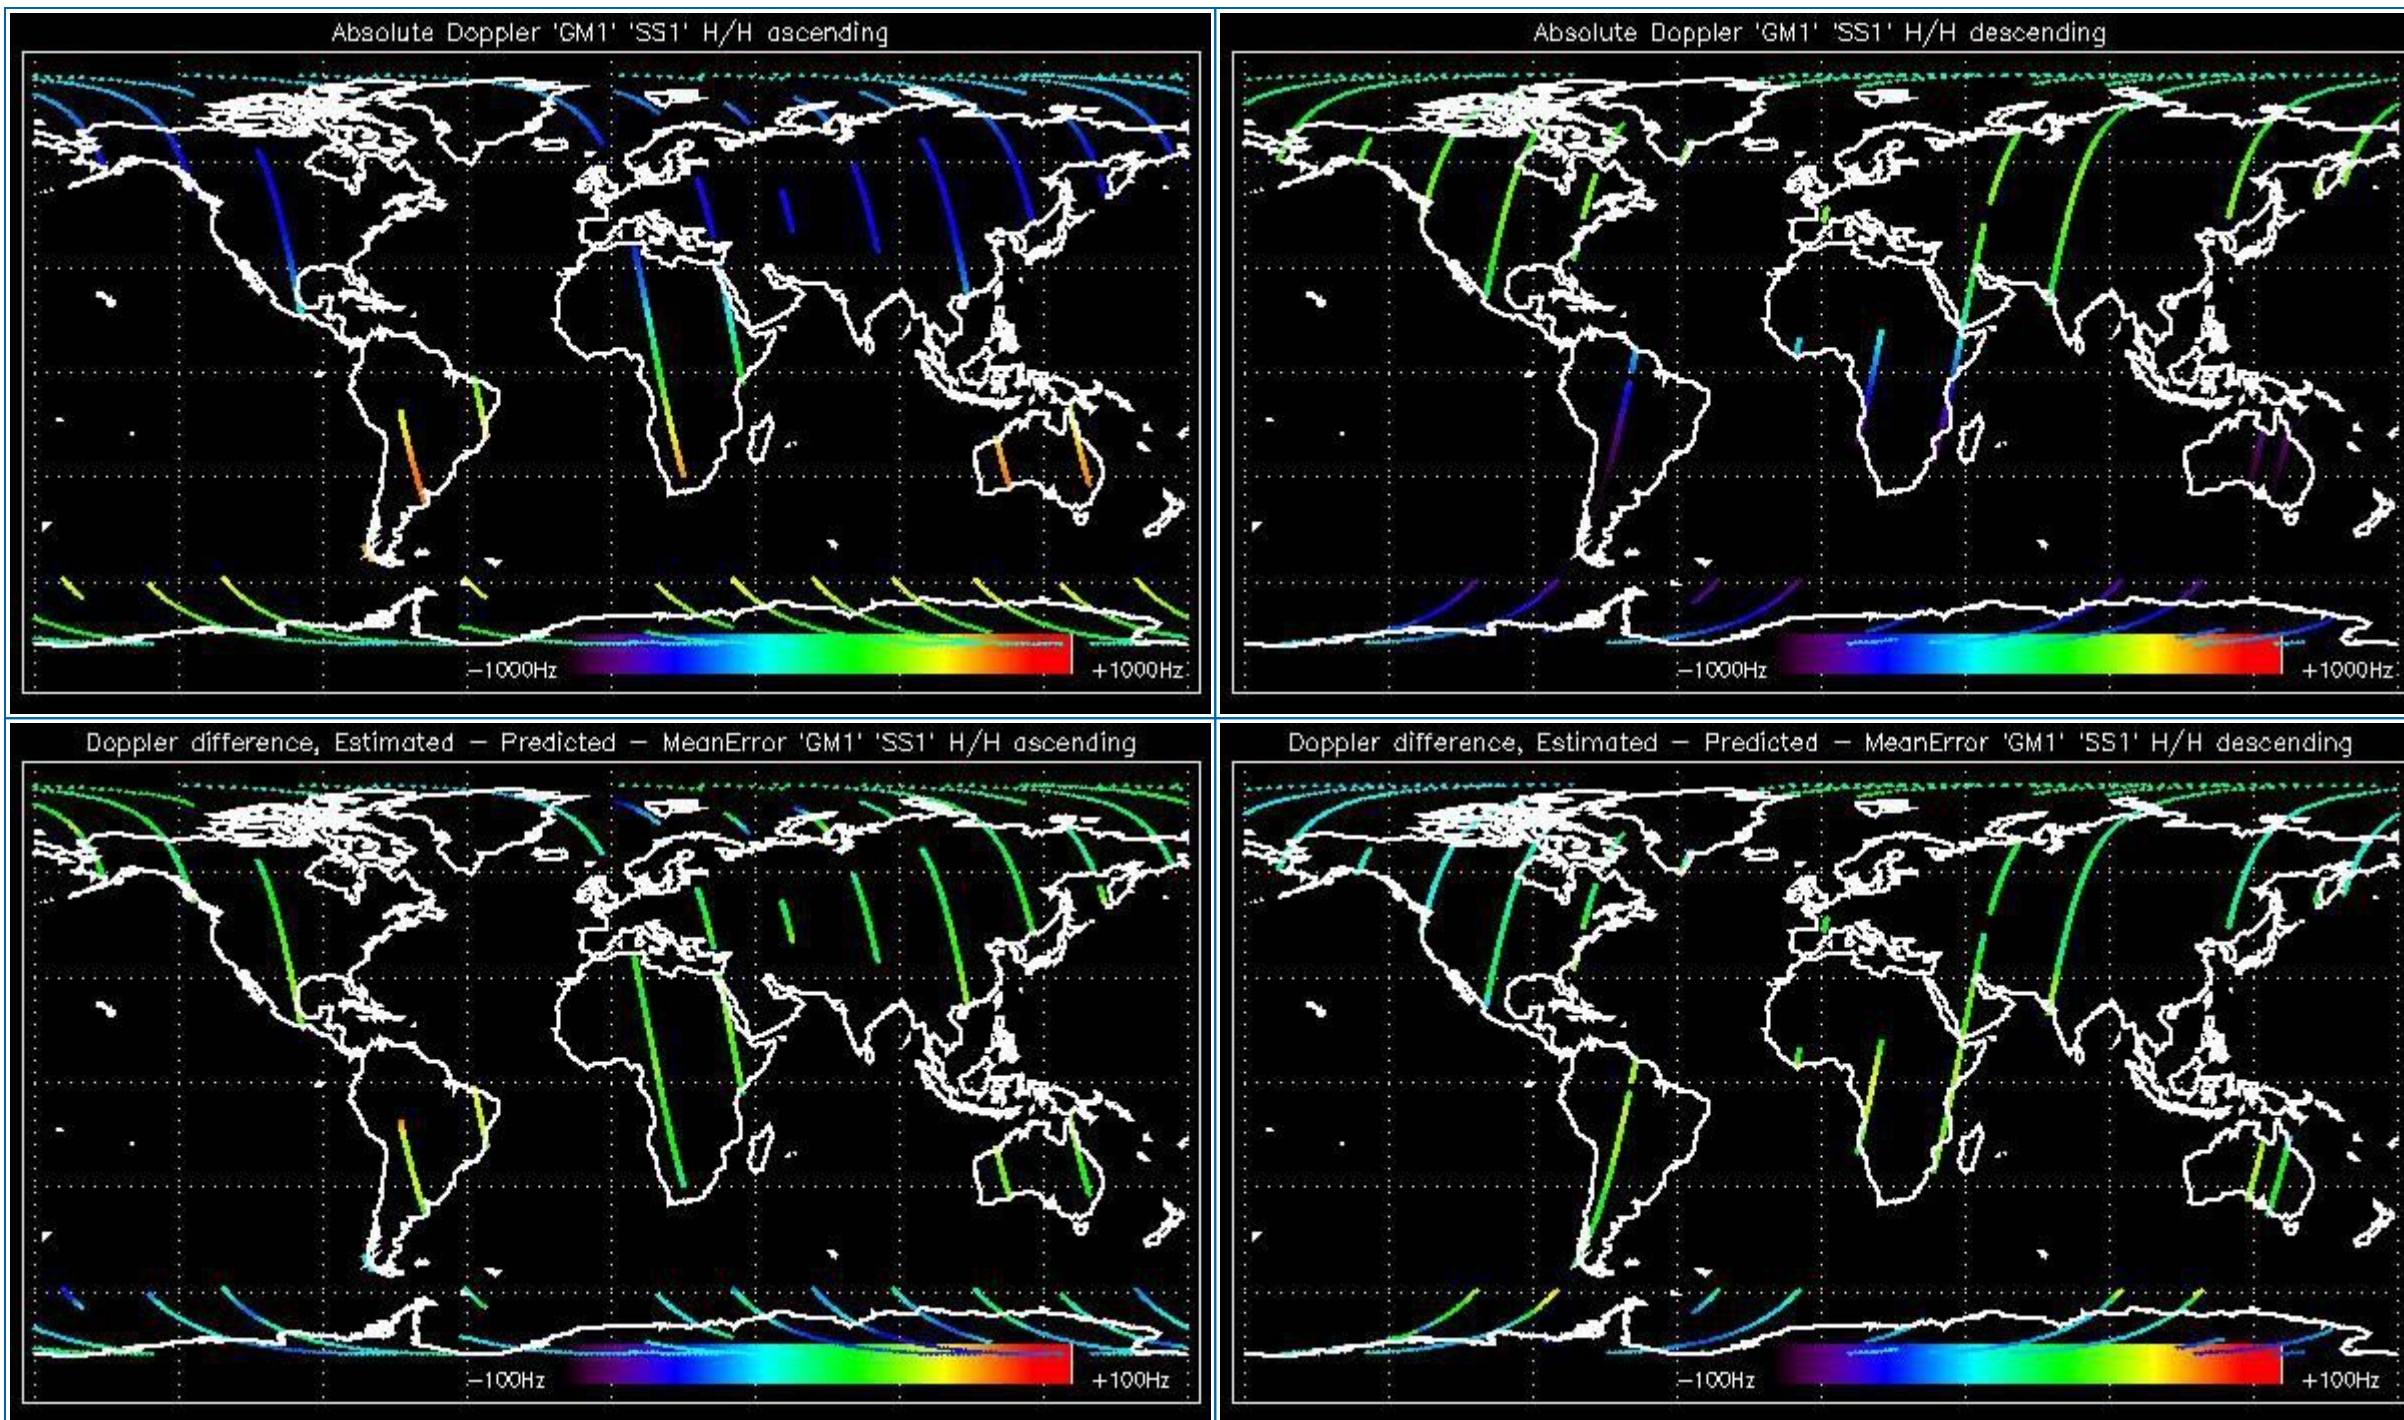 Absolute Doppler 'GM1' 'SS1' H/H ascending
−1000Hz
+1000Hz
Absolute Doppler 'GM1' 'SS1' H/H descending
−1000Hz
+1000Hz
Doppler difference, Estimated − Predicted − MeanError 'GM1' 'SS1' H/H ascending
−100Hz
+100Hz
Doppler difference, Estimated − Predicted − MeanError 'GM1' 'SS1' H/H descending
−100Hz
+100Hz